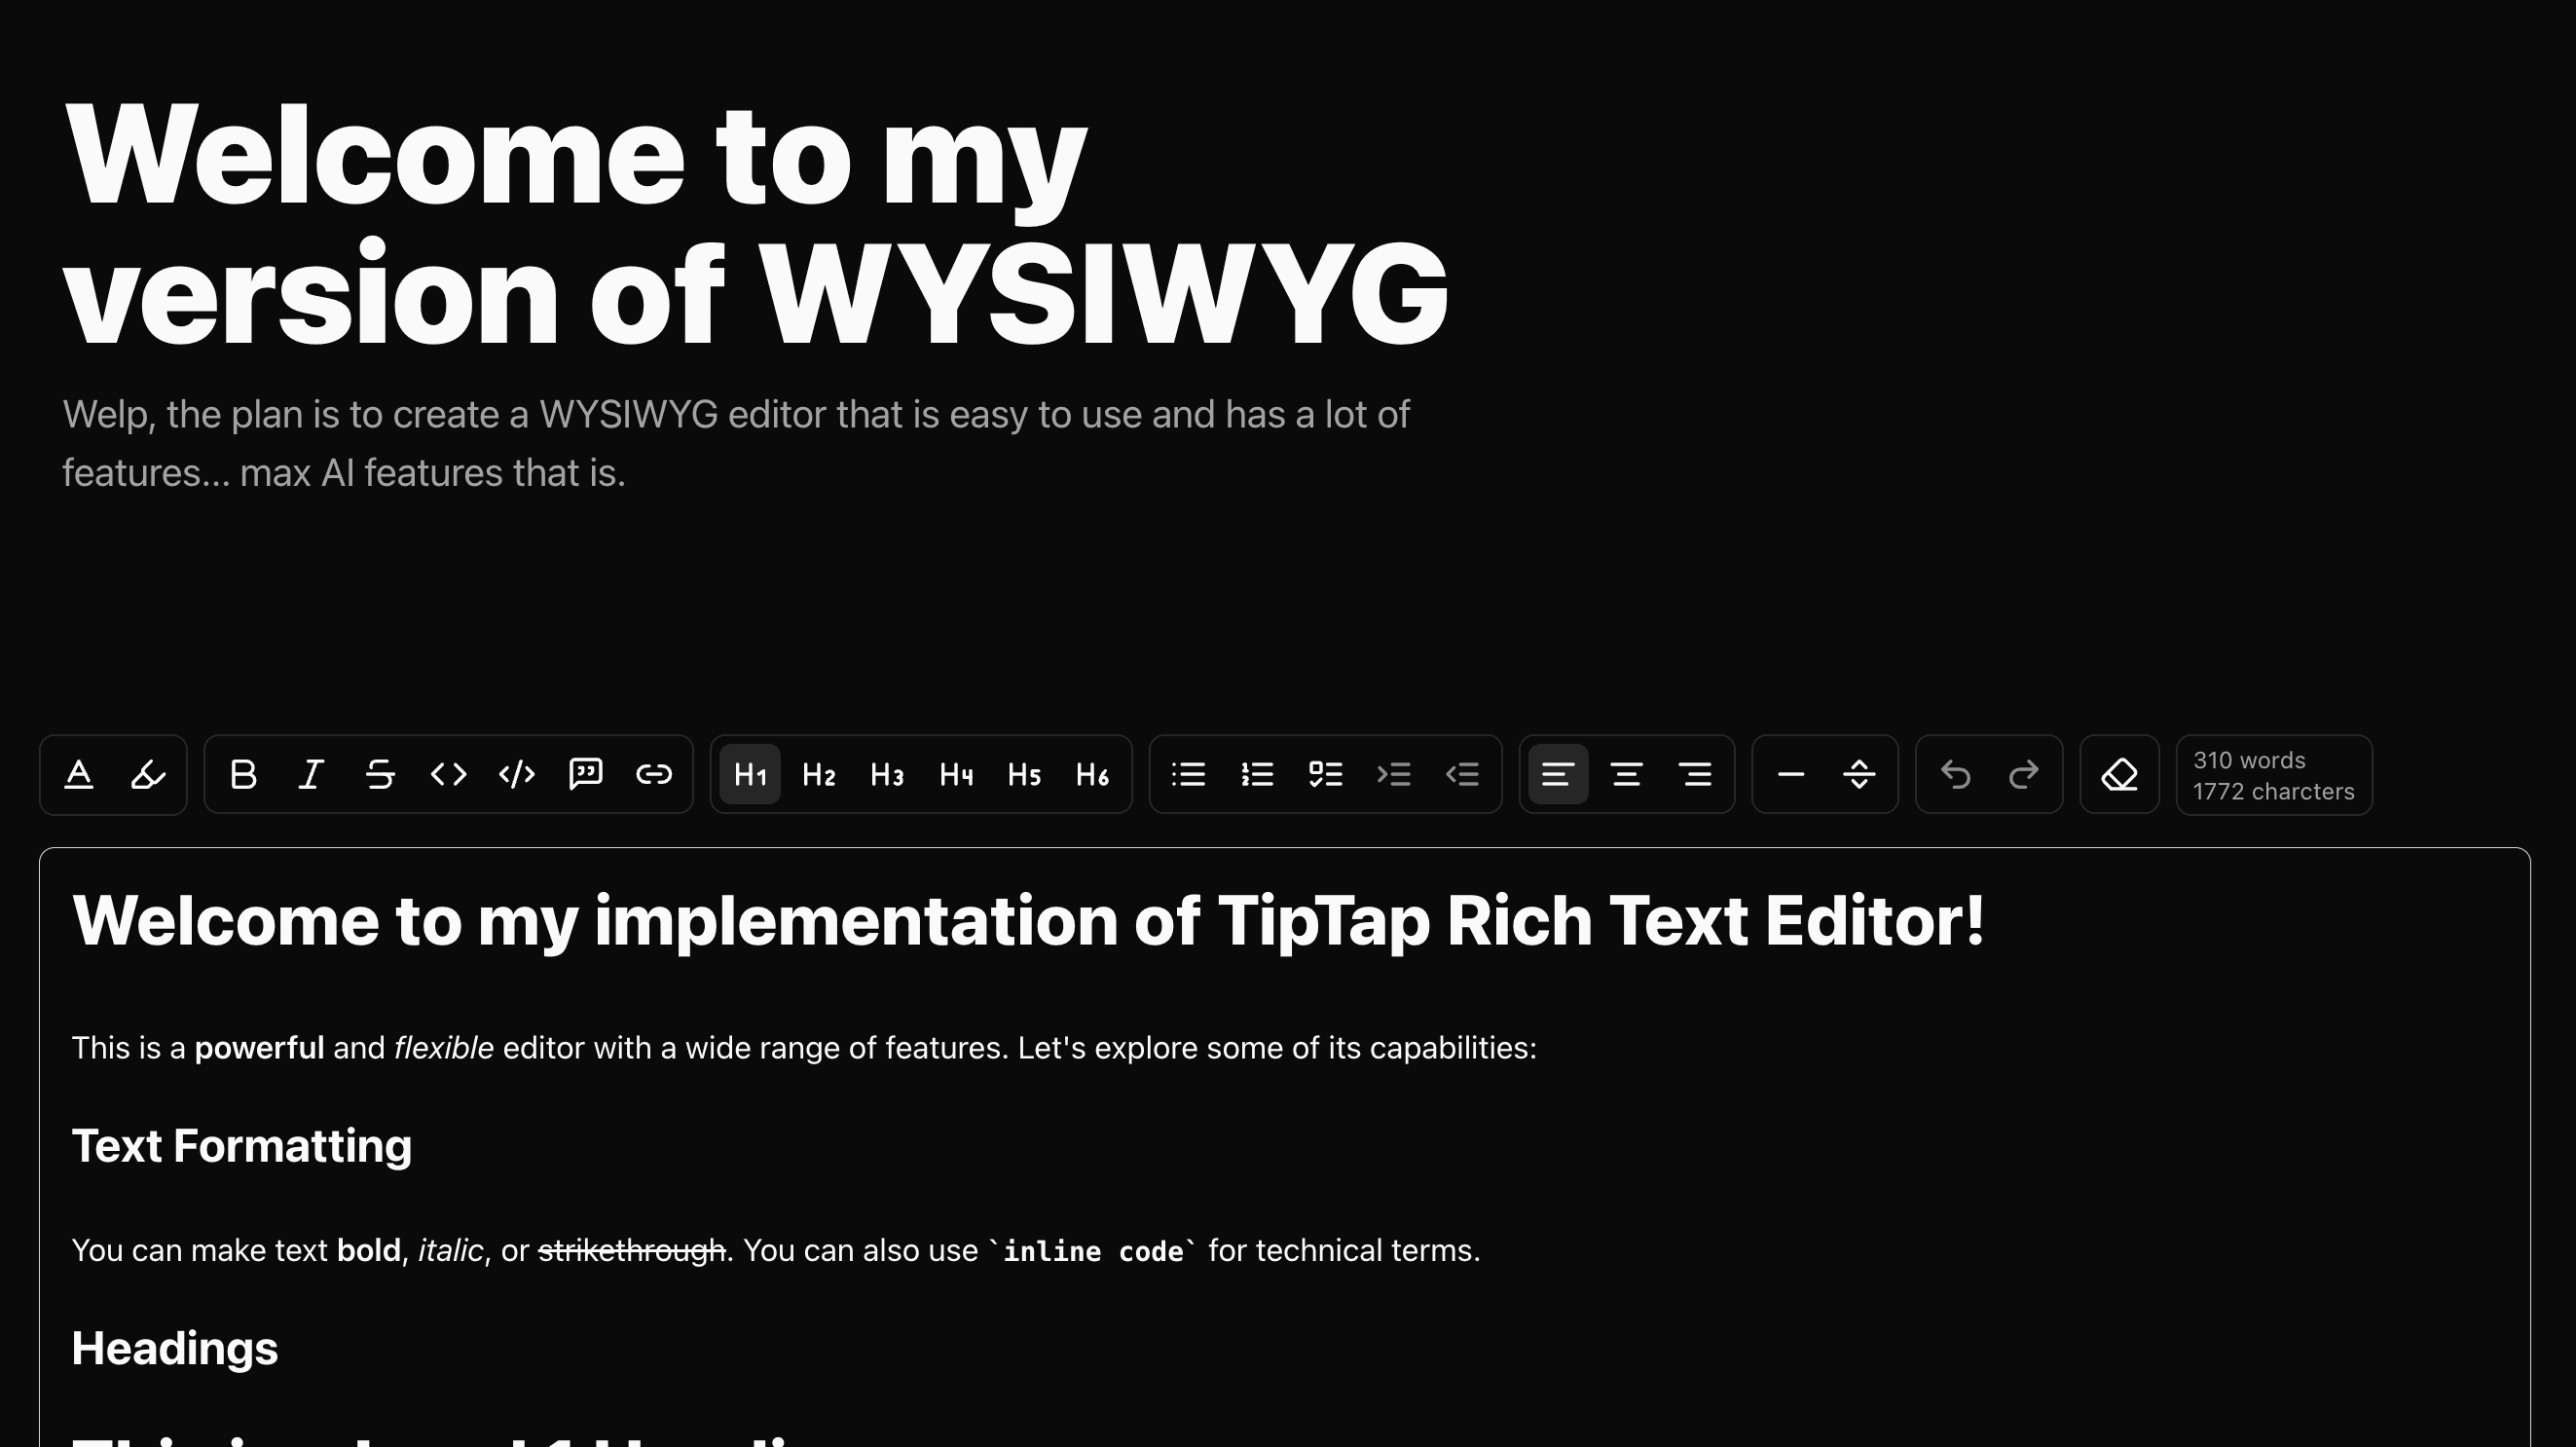 Welcome to my
version of WYSIWYG
Welp, the plan is to create a WYSIWYG editor that is easy to use and has a lot of
features... max AI features that is.
A B I S H1 H2 H3 H4 H5 H6
310 words
1772 charcters
Welcome to my implementation of TipTap Rich Text Editor!
This is a powerful and flexible editor with a wide range of features. Let's explore some of its capabilities:
Text Formatting
You can make text bold, italic, or strikethrough. You can also use `inline code` for technical terms.
Headings